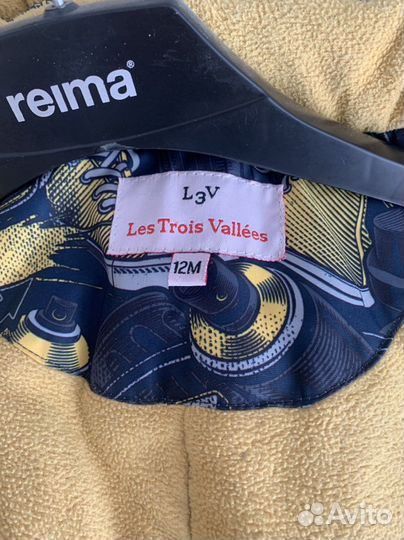 reima
L3V
Les Trois Vallées
12M
Avito